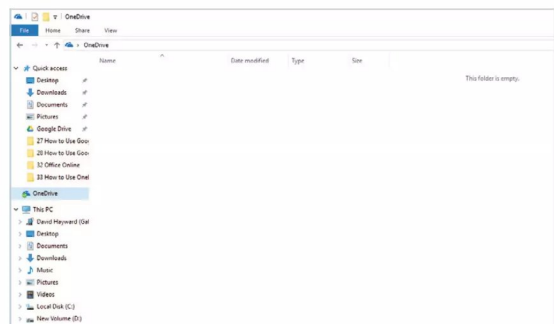 OneDrive
File Home Share View
OneDrive
Name Date modified Type Size
This folder is empty.
Quick access
Desktop
Downloads
Documents
Pictures
Google Drive
27 How to Use Goo
28 How to Use Goo
32 Office Online
33 How to Use Onel
OneDrive
This PC
David Hayward (Gal
Desktop
Documents
Downloads
Music
Pictures
Videos
Local Disk (C:)
New Volume (D:)